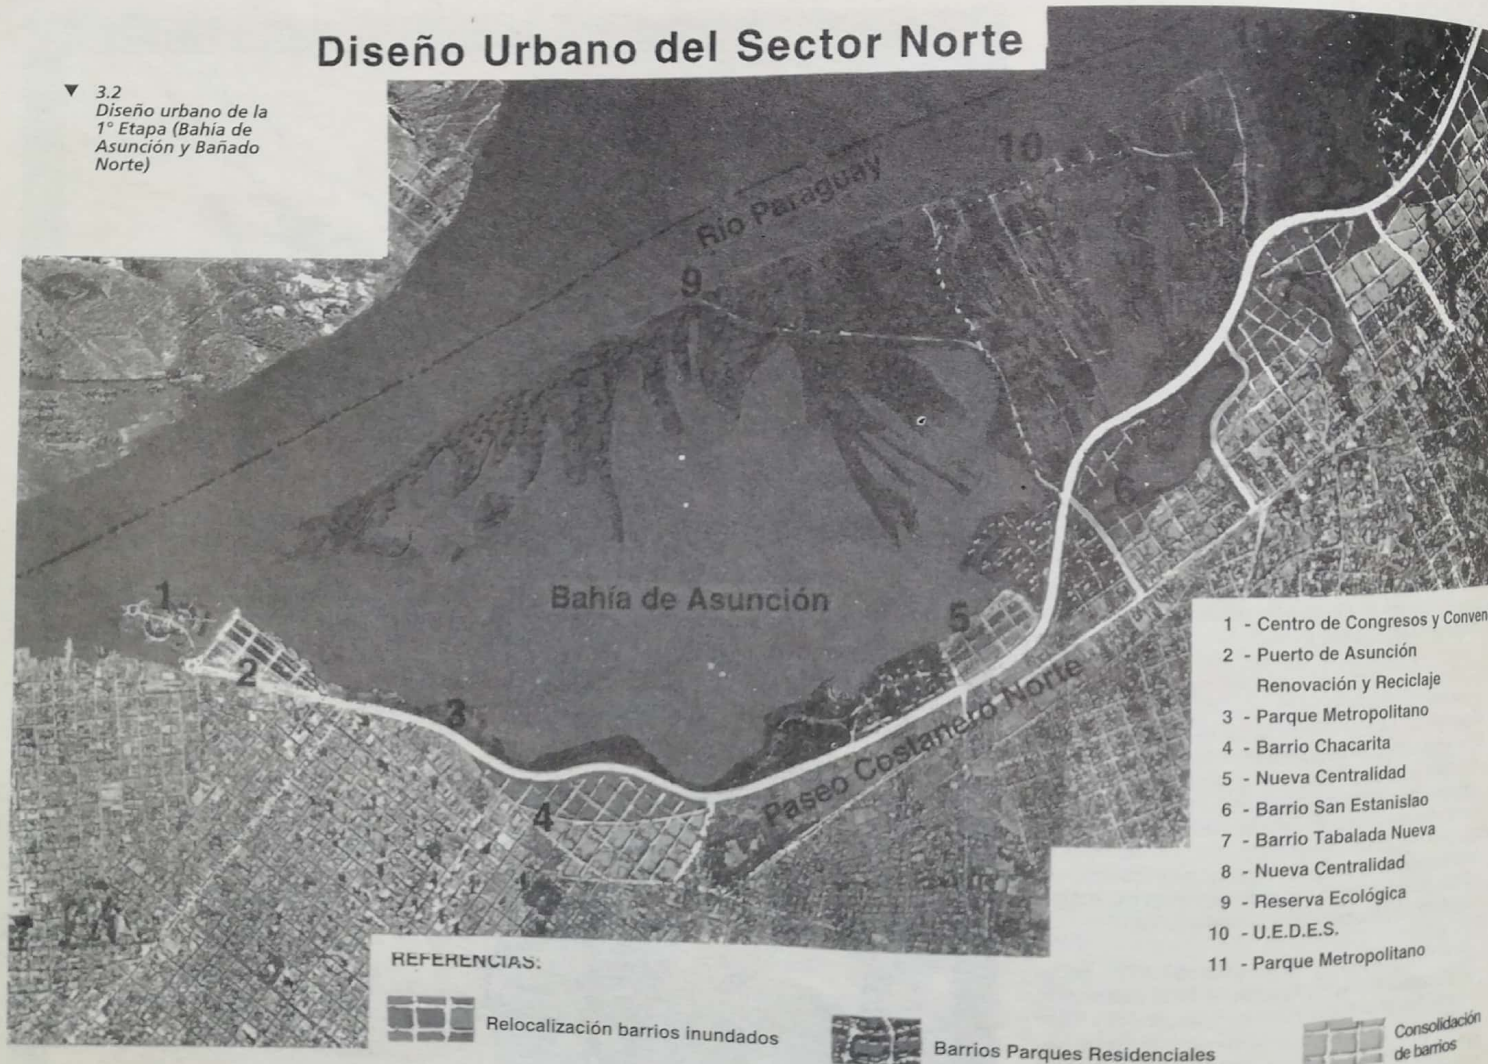 Diseño Urbano del Sector Norte
▼ 3.2
Diseño urbano de la
1° Etapa (Bahía de
Asunción y Bañado
Norte)
11
10
Río Paraguay
9
6
1
Bahía de Asunción
5
2
3
Paseo Costanero Norte
4
1 - Centro de Congresos y Conven
2 - Puerto de Asunción
Renovación y Reciclaje
3 - Parque Metropolitano
4 - Barrio Chacarita
5 - Nueva Centralidad
6 - Barrio San Estanislao
7 - Barrio Tabalada Nueva
8 - Nueva Centralidad
9 - Reserva Ecológica
10 - U.E.D.E.S.
11 - Parque Metropolitano
REFERENCIAS:
Relocalización barrios inundados
Barrios Parques Residenciales
Consolidación
de barrios